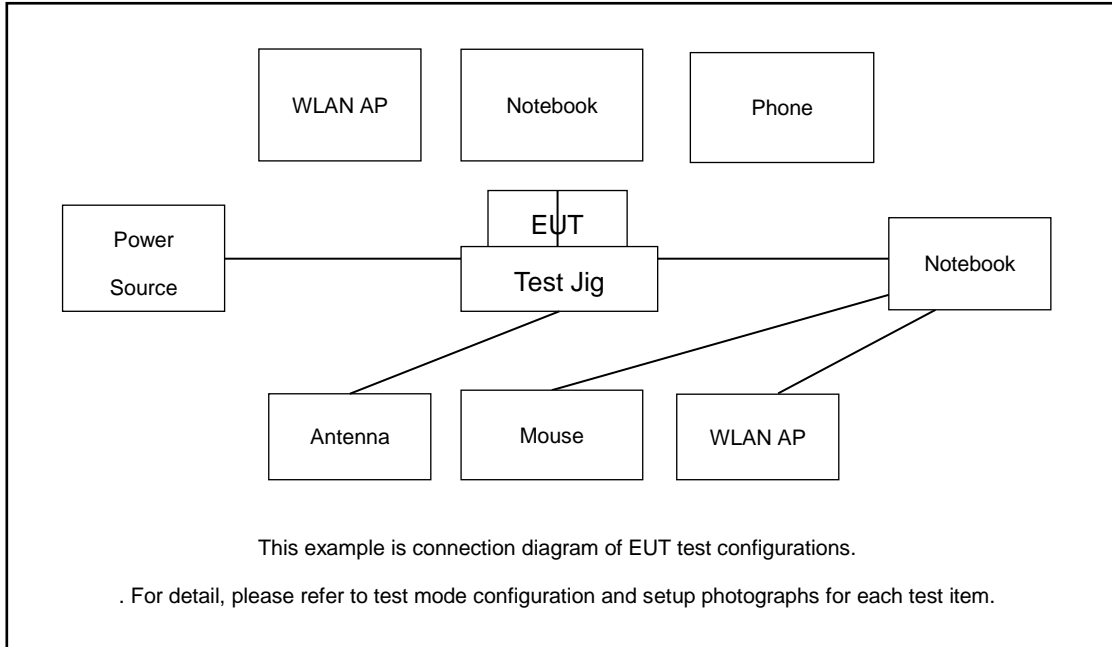 WLAN AP
Notebook
Phone
EUT
Power
Source
Test Jig
Notebook
Antenna
Mouse
WLAN AP
This example is connection diagram of EUT test configurations.
. For detail, please refer to test mode configuration and setup photographs for each test item.